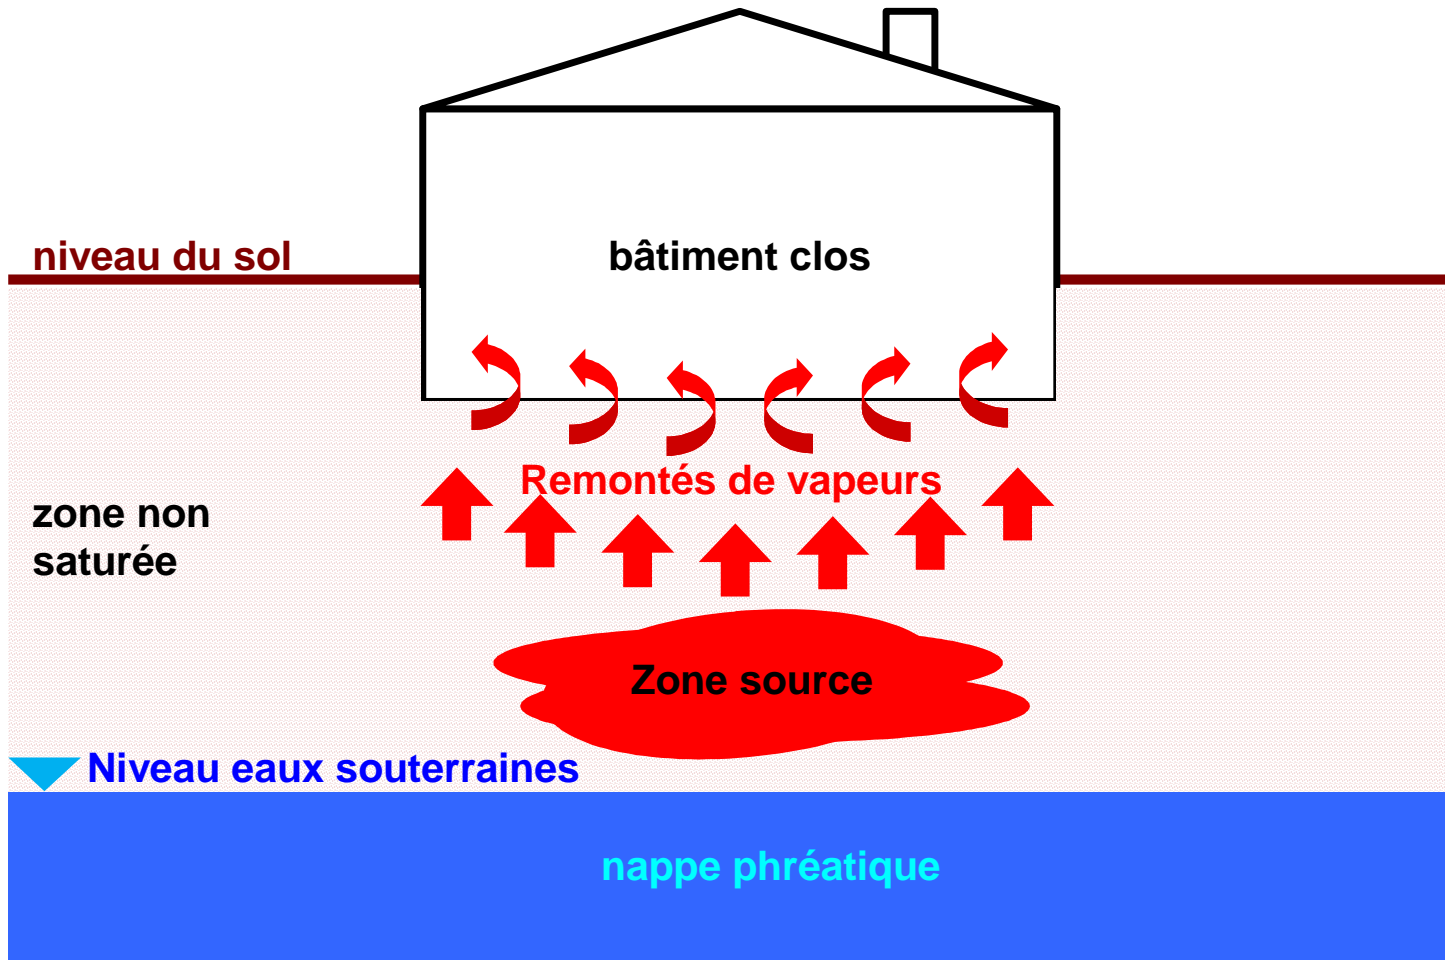 niveau du sol
bâtiment clos
Remontés de vapeurs
zone non
saturée
Zone source
Niveau eaux souterraines
nappe phréatique